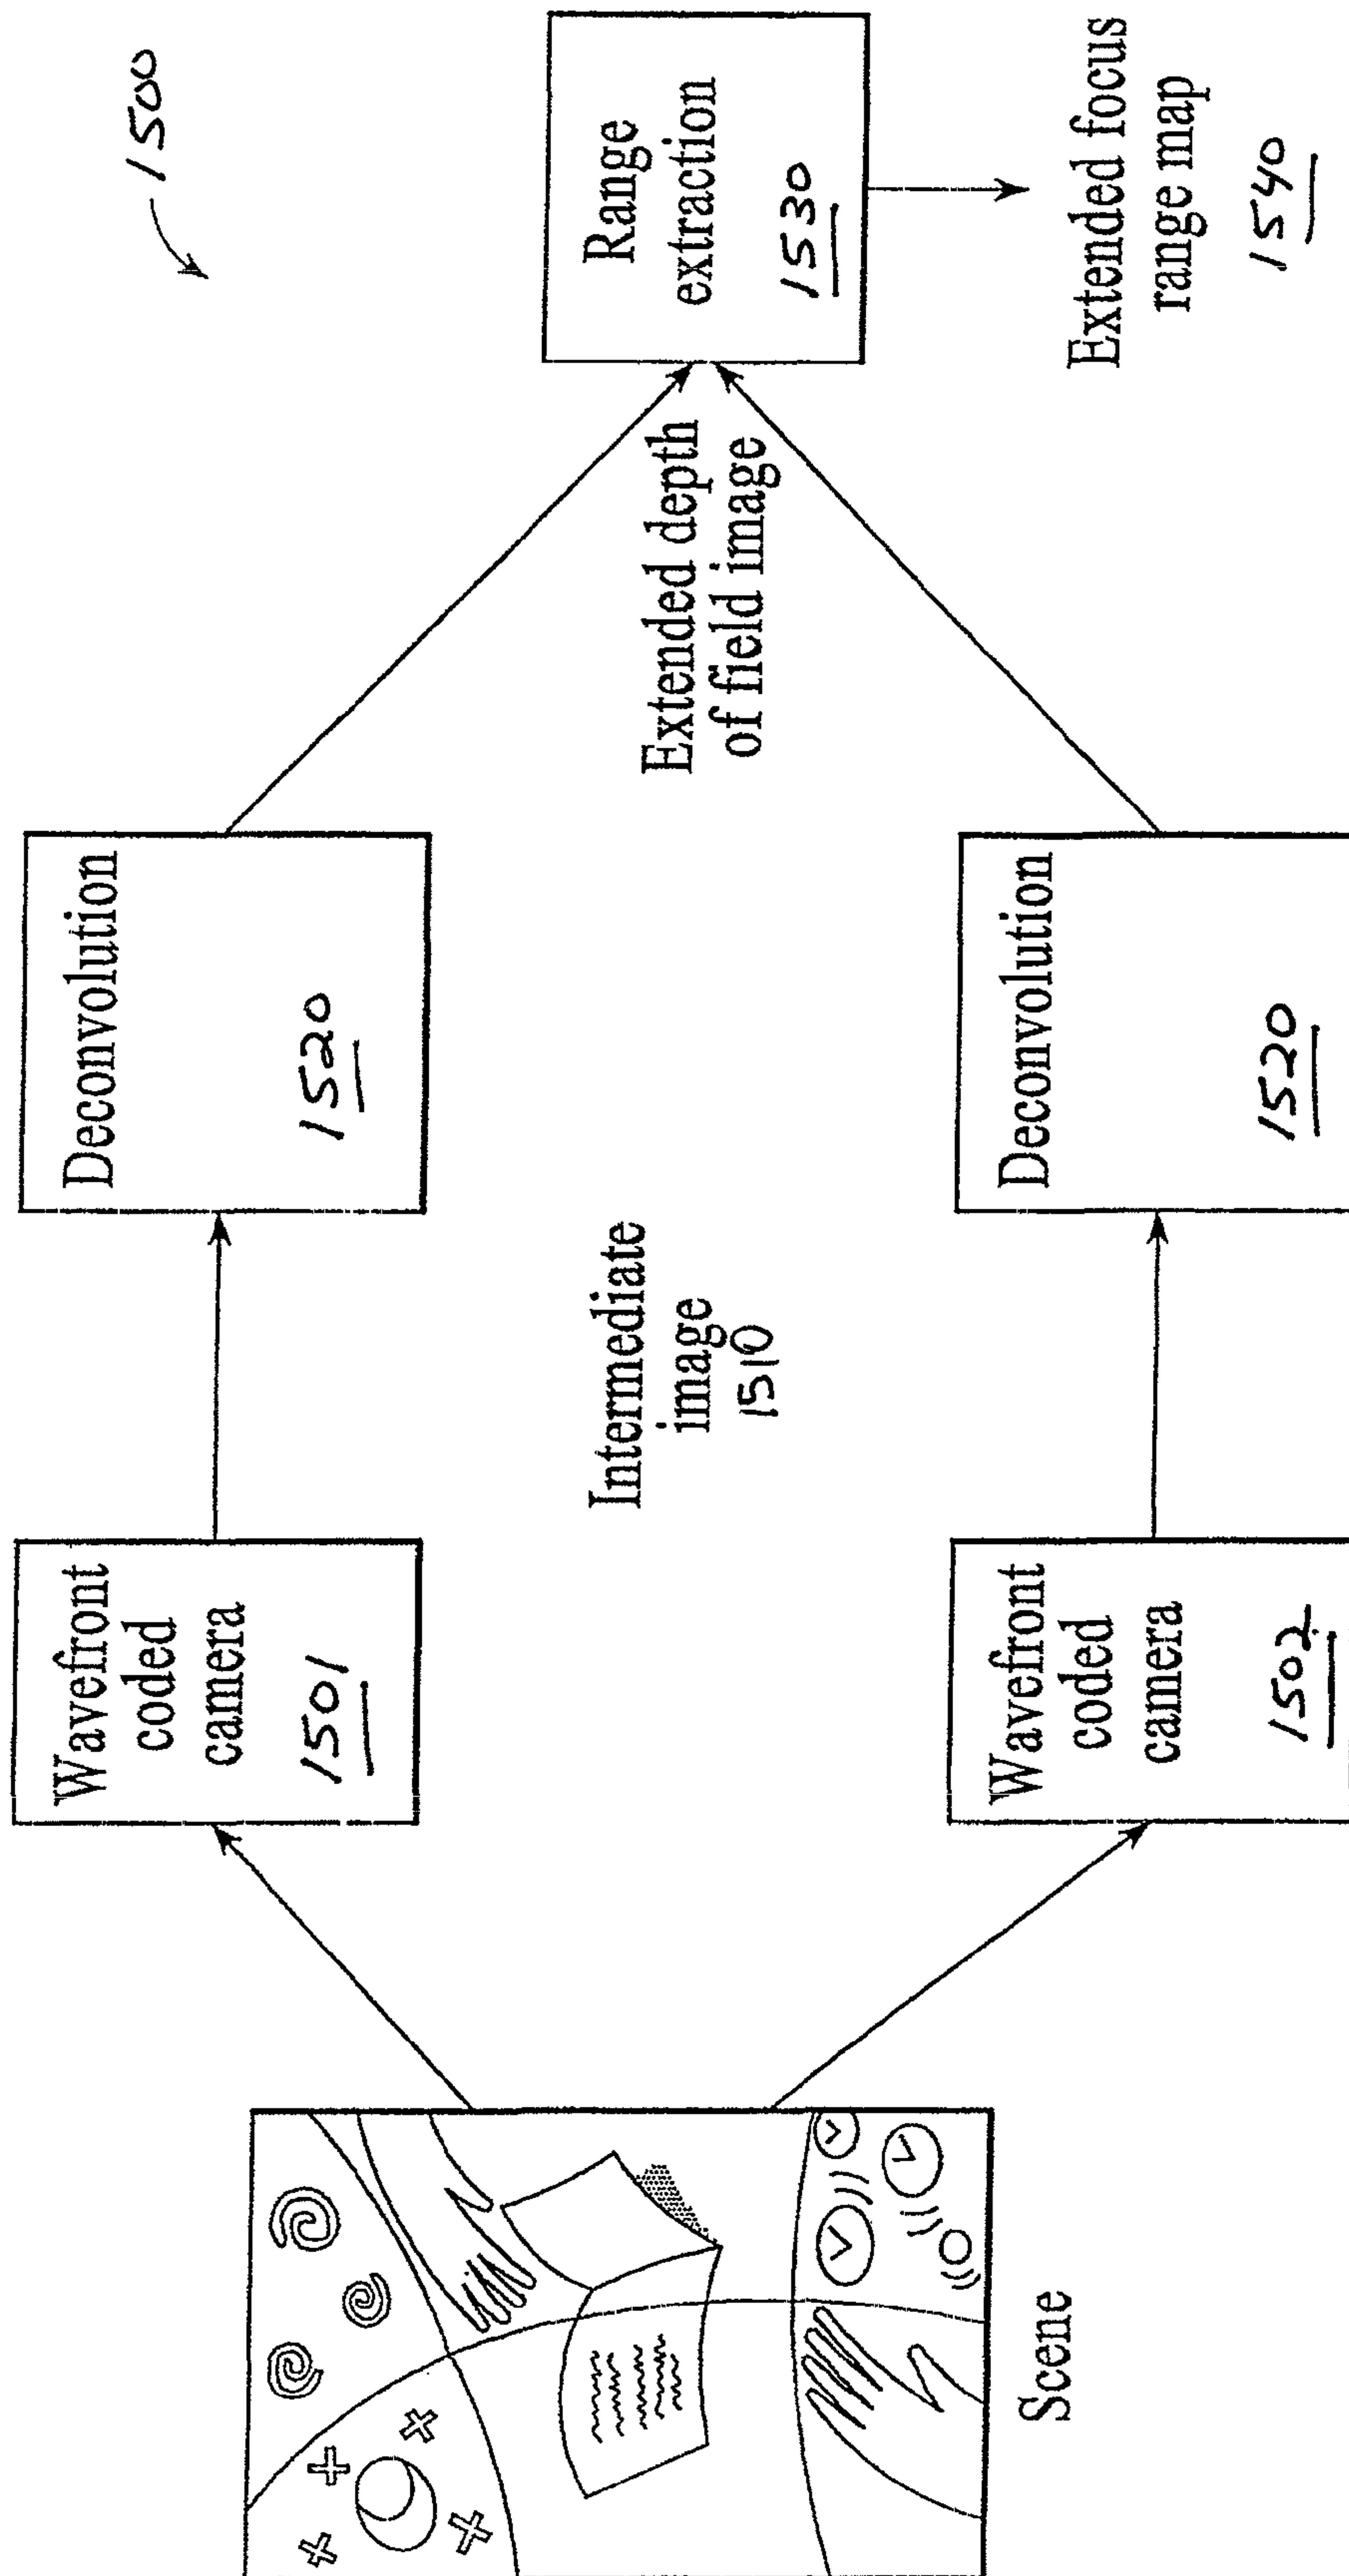 1500
Scene
Wavefront
coded
camera
1501
Wavefront
coded
camera
1502
Intermediate
image
1510
Deconvolution
1520
Deconvolution
1520
Extended depth
of field image
Range
extraction
1530
Extended focus
range map
1540